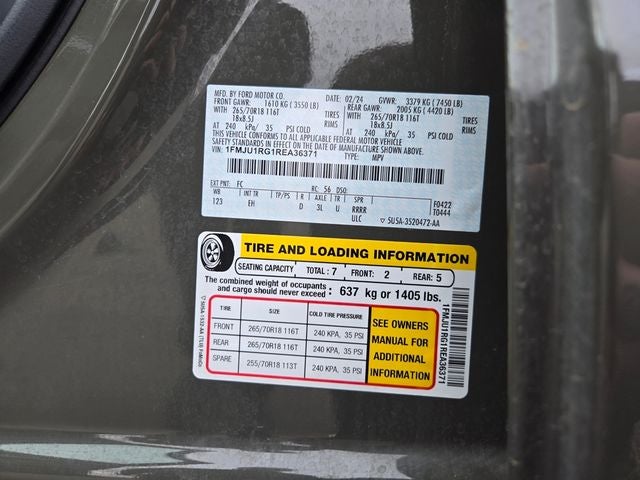 MFD. BY FORD MOTOR CO. DATE: 02/24 GVWR: 3379 KG (7450 LB)
FRONT GAWR: 1610 KG (3550 LB) REAR GAWR: 2005 KG (4420 LB)
WITH 265/70R18 116T TIRES WITH 265/70R18 116T TIRES
18x8.5J RIMS 18x8.5J RIMS
AT 240 kPa/ 35 PSI COLD AT 240 kPa/ 35 PSI COLD
THIS VEHICLE CONFORMS TO ALL APPLICABLE FEDERAL MOTOR VEHICLE
SAFETY STANDARDS IN EFFECT ON THE DATE OF MANUFACTURE SHOWN ABOVE.
VIN: 1FMJU1RG1REA36371 TYPE: MPV
EXT PNT: FC RC: 56 DSO:
WB INT TR TP/PS R AXLE TR SPR
123 EH D 3L U RRRR F0422
ULC F0444
▽ 5U5A-3520472-AA
TIRE AND LOADING INFORMATION
SEATING CAPACITY TOTAL: 7 FRONT: 2 REAR: 5
The combined weight of occupants
and cargo should never exceed : 637 kg or 1405 lbs.
TIRE SIZE COLD TIRE PRESSURE
FRONT 265/70R18 116T 240 KPA, 35 PSI
REAR 265/70R18 116T 240 KPA, 35 PSI
SPARE 255/70R18 113T 240 KPA, 35 PSI
SEE OWNERS
MANUAL FOR
ADDITIONAL
INFORMATION
1FMJU1RG1REA36371